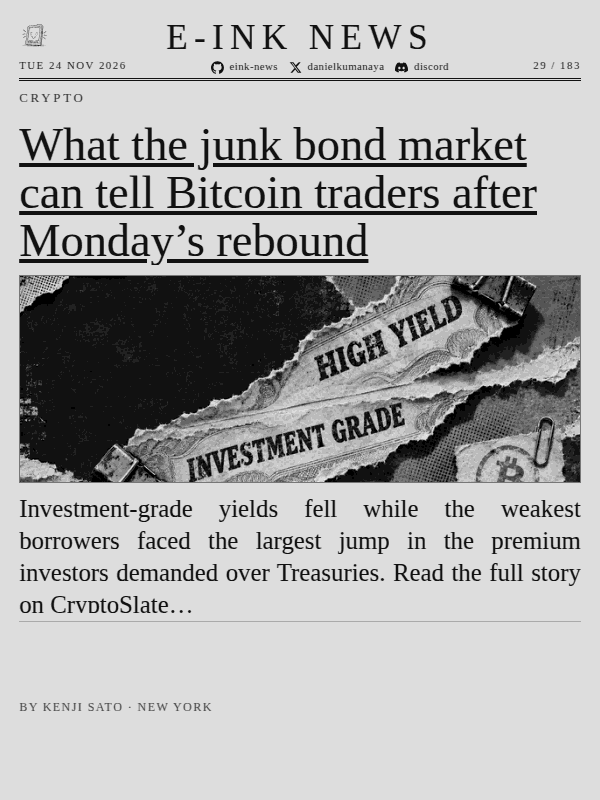 E-INK NEWS
TUE 24 NOV 2026
eink-news danielkumanaya discord
29 / 183
CRYPTO
What the junk bond market
can tell Bitcoin traders after
Monday’s rebound
HIGH YIELD
INVESTMENT GRADE
Investment-grade yields fell while the weakest
borrowers faced the largest jump in the premium
investors demanded over Treasuries. Read the full story
on CryptoSlate…
BY KENJI SATO · NEW YORK